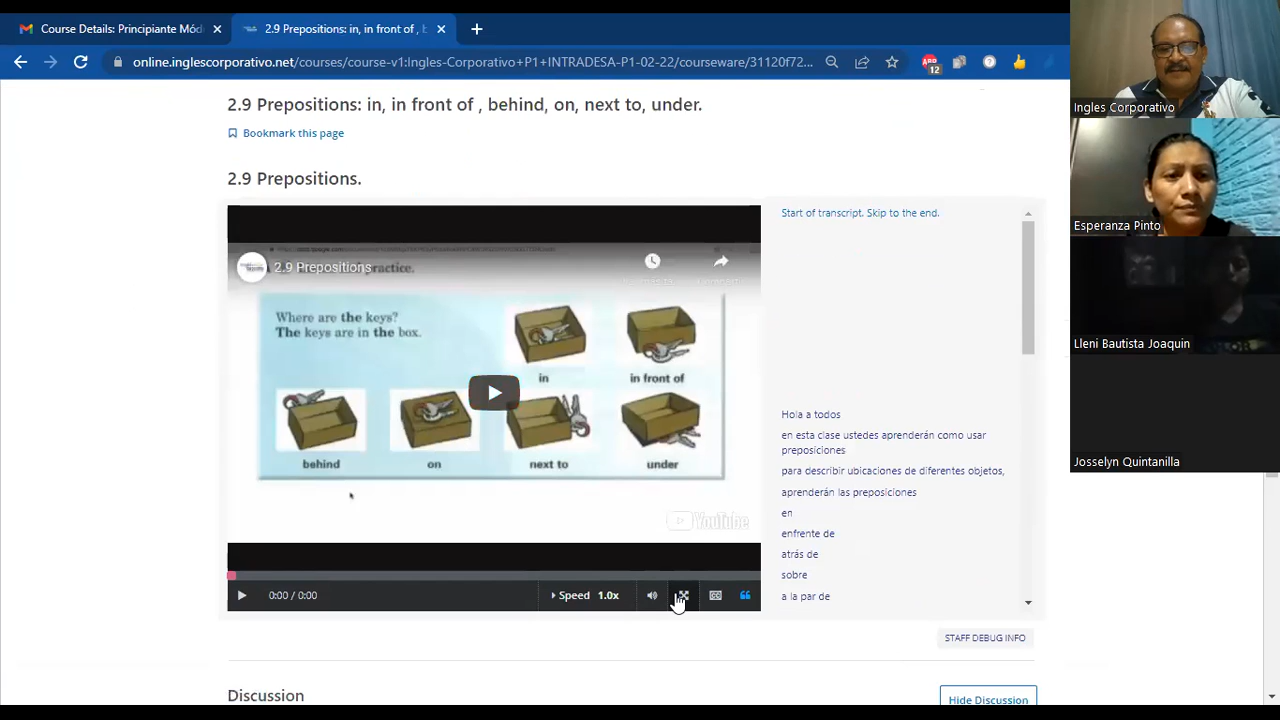 Course Details: Principiante Mód
2.9 Prepositions: in, in front of , b
online.inglescorporativo.net/courses/course-v1:Ingles-Corporativo+P1+INTRADESA-P1-02-22/courseware/31120f72...
12
2.9 Prepositions: in, in front of , behind, on, next to, under.
Bookmark this page
2.9 Prepositions.
2.9 Prepositions
practice.
Where are the keys?
The keys are in the box.
in
in front of
behind
on
next to
under
YouTube
0:00 / 0:00
Speed 1.0x
Start of transcript. Skip to the end.
Hola a todos
en esta clase ustedes aprenderán como usar
preposiciones
para describir ubicaciones de diferentes objetos,
aprenderán las preposiciones
en
enfrente de
atrás de
sobre
a la par de
STAFF DEBUG INFO
Discussion
Hide Discussion
Ingles Corporativo
Esperanza Pinto
Lleni Bautista Joaquin
Josselyn Quintanilla